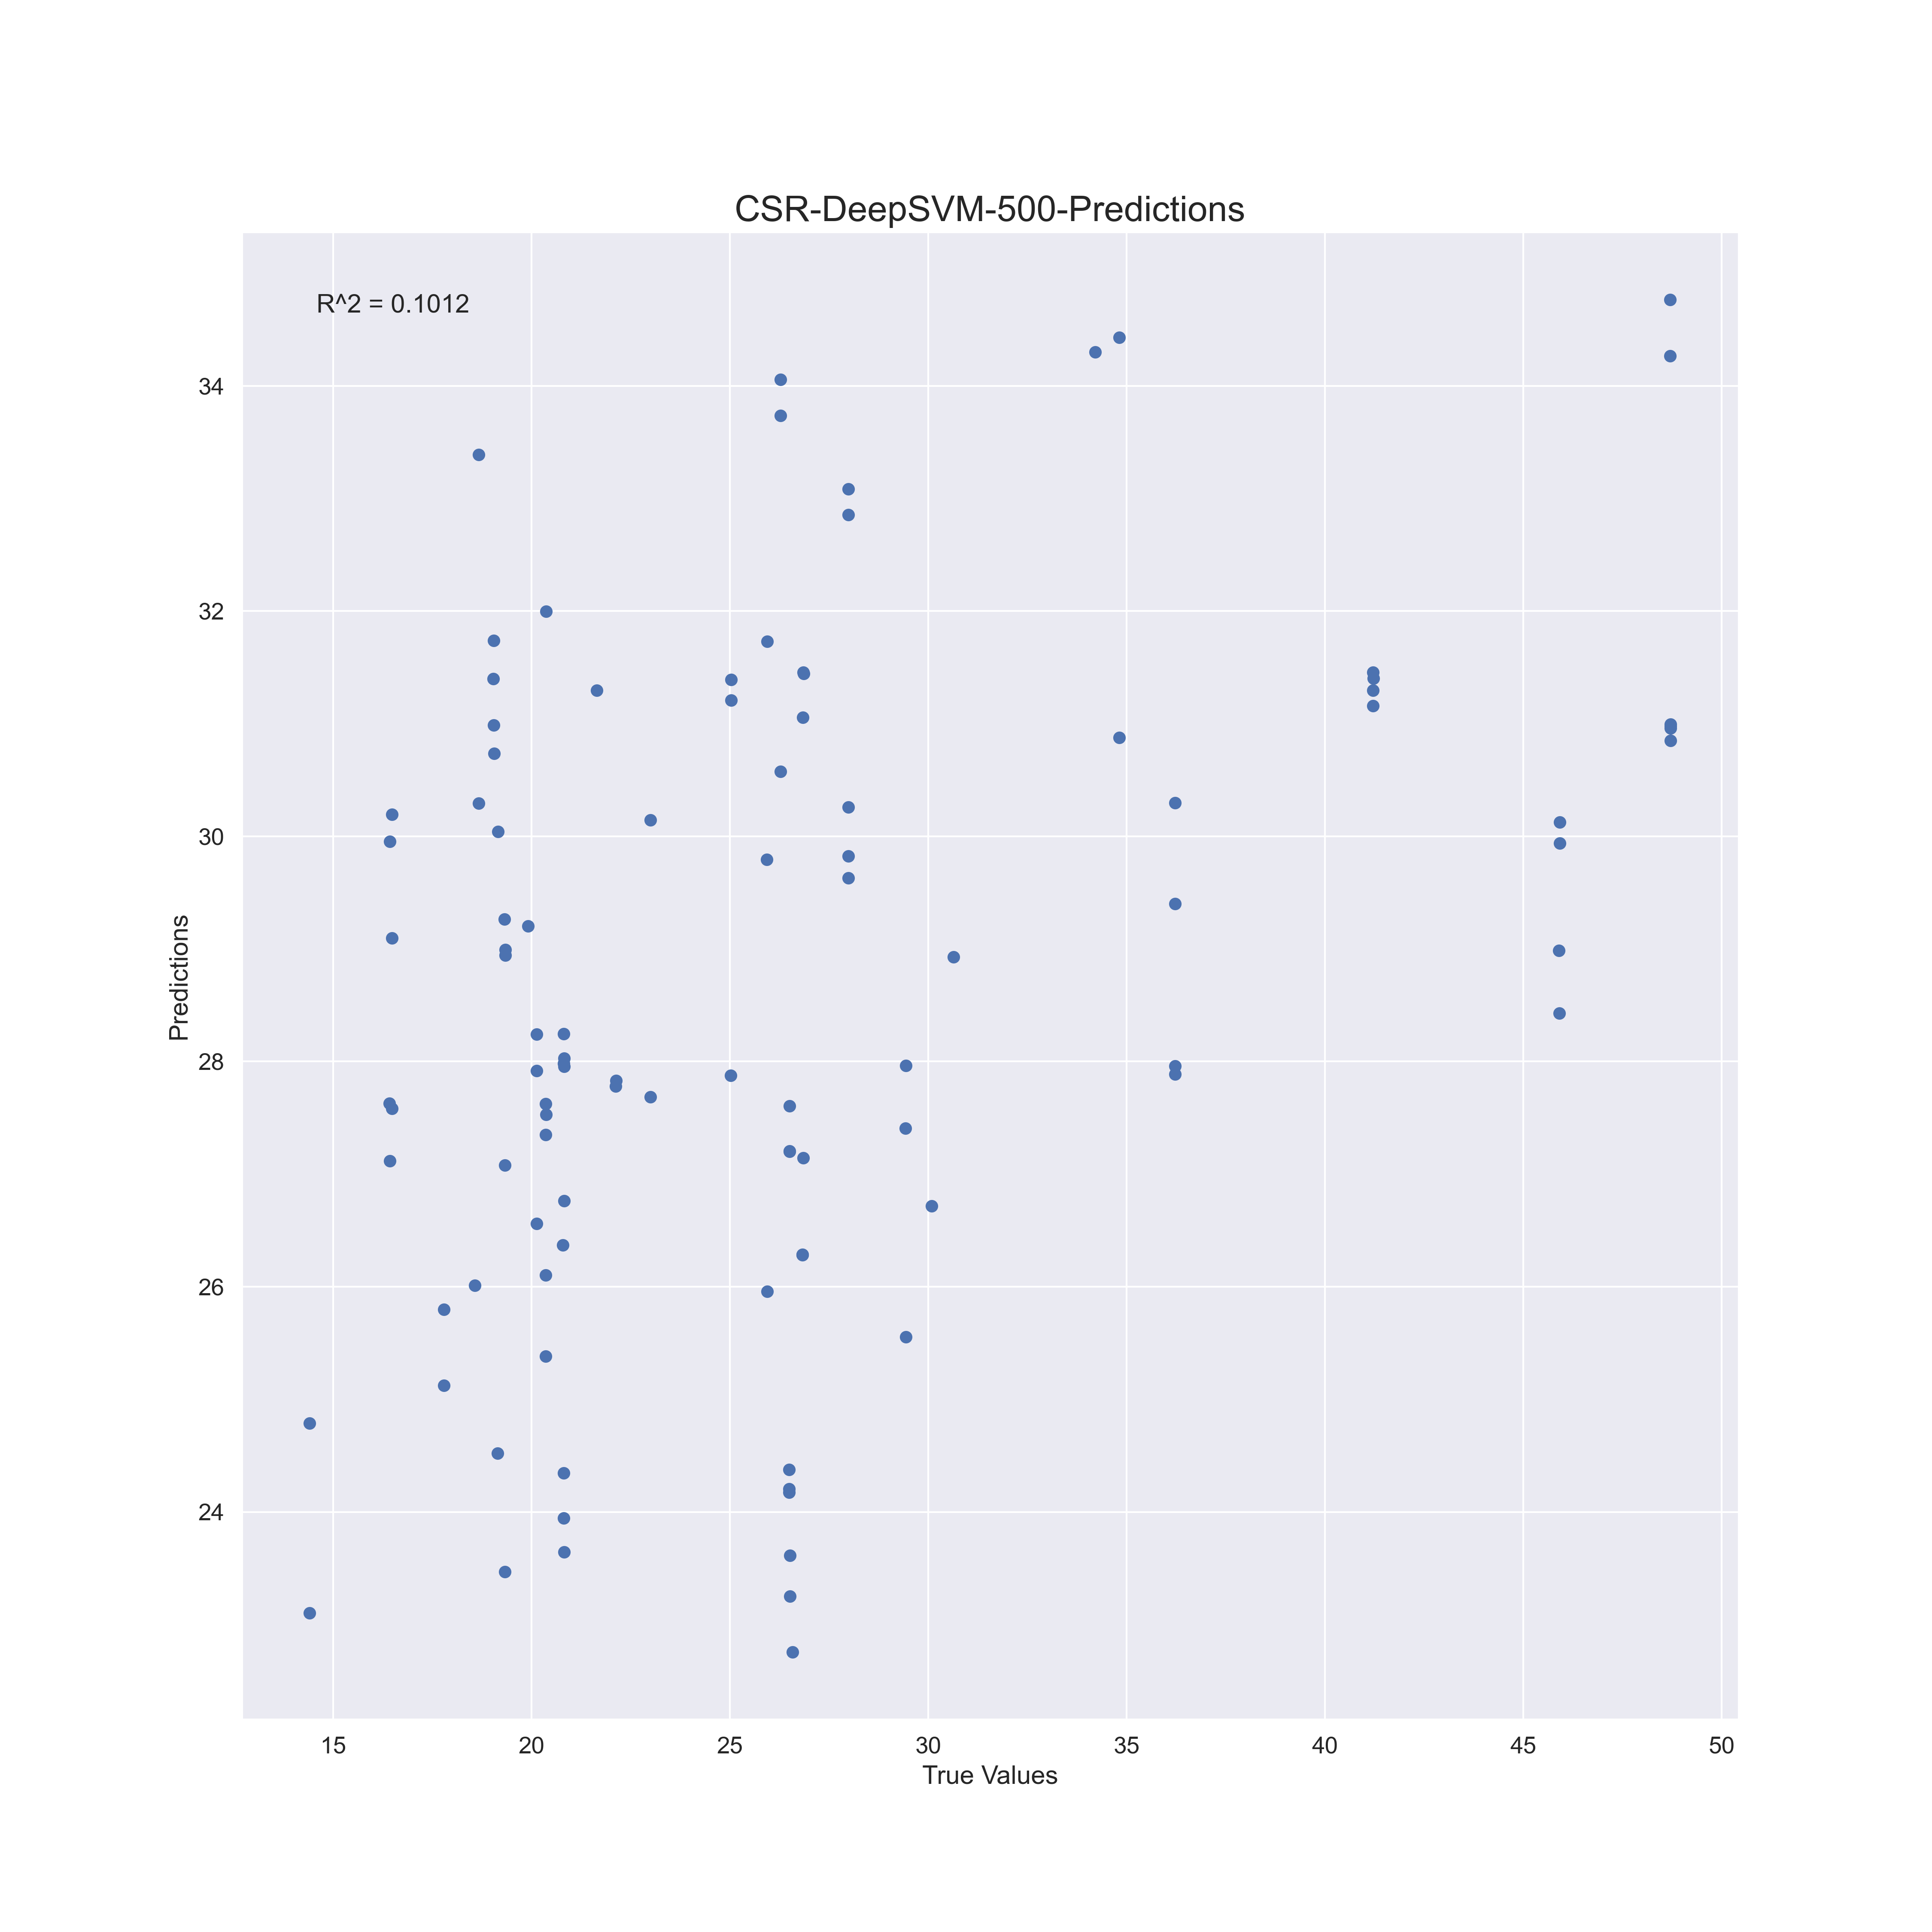 CSR-DeepSVM-500-Predictions
R^2 = 0.1012
34
32
30
28
26
24
Predictions
15 20 25 30 35 40 45 50
True Values